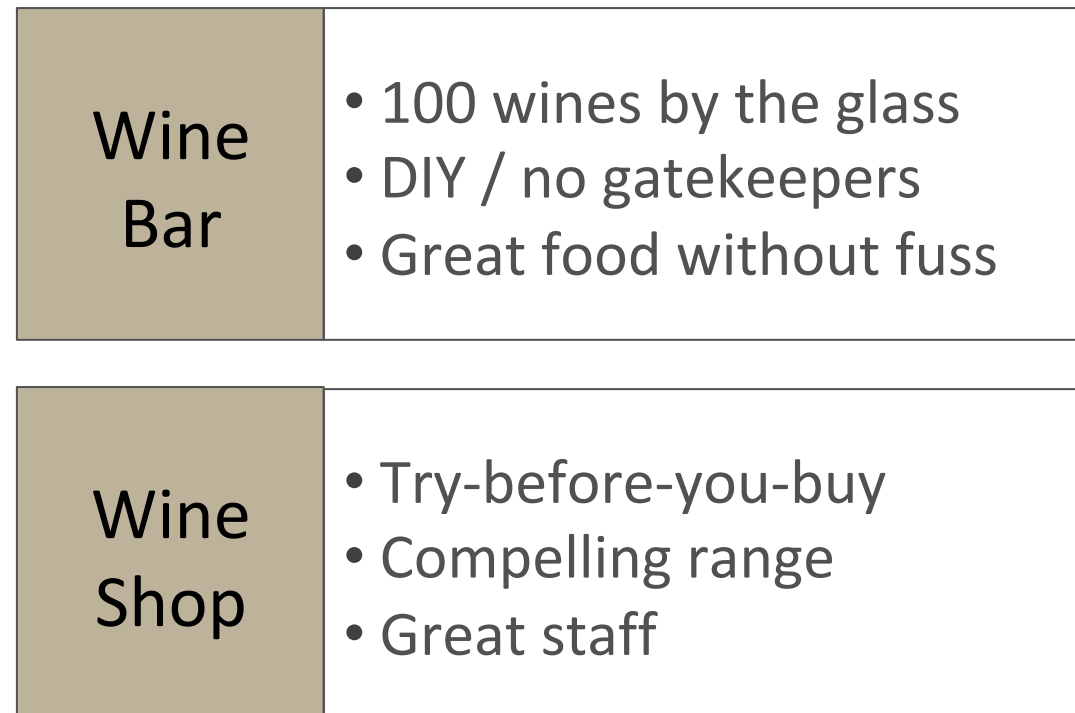 Wine
Bar
• 100 wines by the glass
• DIY / no gatekeepers
• Great food without fuss
Wine
Shop
• Try-before-you-buy
• Compelling range
• Great staff